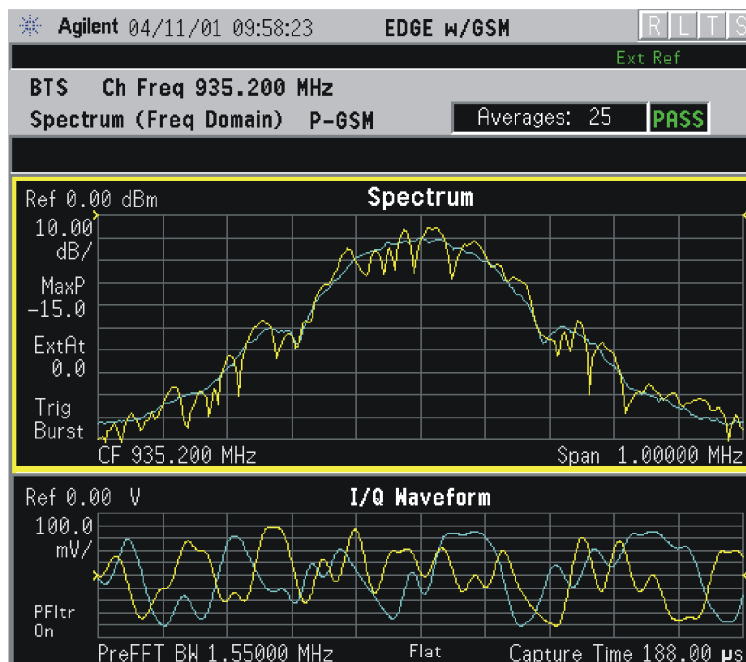 Agilent 04/11/01 09:58:23 EDGE w/GSM R L T S
Ext Ref
BTS Ch Freq 935.200 MHz
Spectrum (Freq Domain) P-GSM Averages: 25 PASS
Ref 0.00 dBm Spectrum
10.00
dB/
MaxP
-15.0
ExtAt
0.0
Trig
Burst
CF 935.200 MHz Span 1.00000 MHz
Ref 0.00 V I/Q Waveform
100.0
mV/
PFltr
On
PreFFT BW 1.55000 MHz Flat Capture Time 188.00 µs